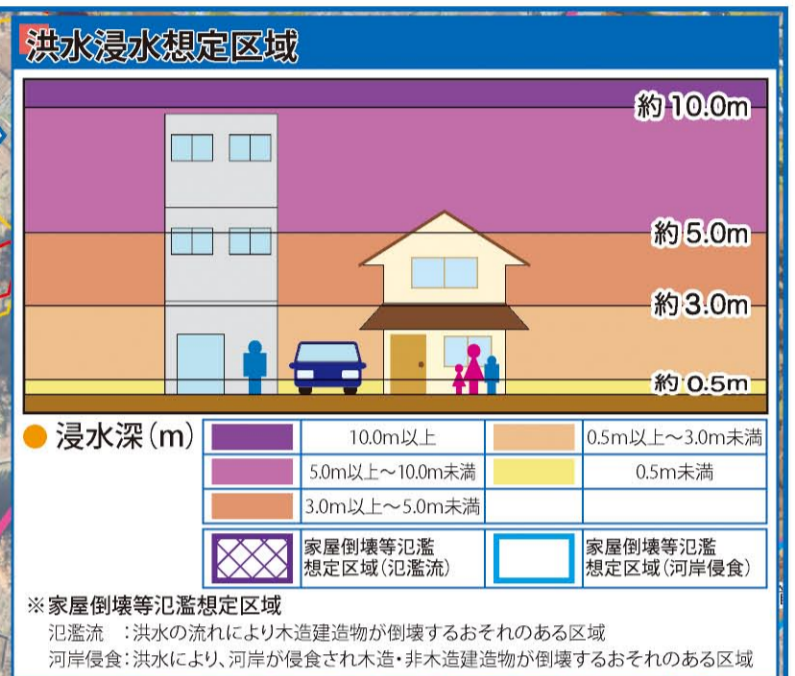 洪水浸水想定区域
約10.0m
約5.0m
約3.0m
約0.5m
●浸水深(m)
10.0m以上
0.5m以上～3.0m未満
5.0m以上～10.0m未満
0.5m未満
3.0m以上～5.0m未満
家屋倒壊等氾濫
想定区域(氾濫流)
家屋倒壊等氾濫
想定区域(河岸侵食)
※家屋倒壊等氾濫想定区域
氾濫流　：洪水の流れにより木造建造物が倒壊するおそれのある区域
河岸侵食：洪水により、河岸が侵食され木造・非木造建造物が倒壊するおそれのある区域